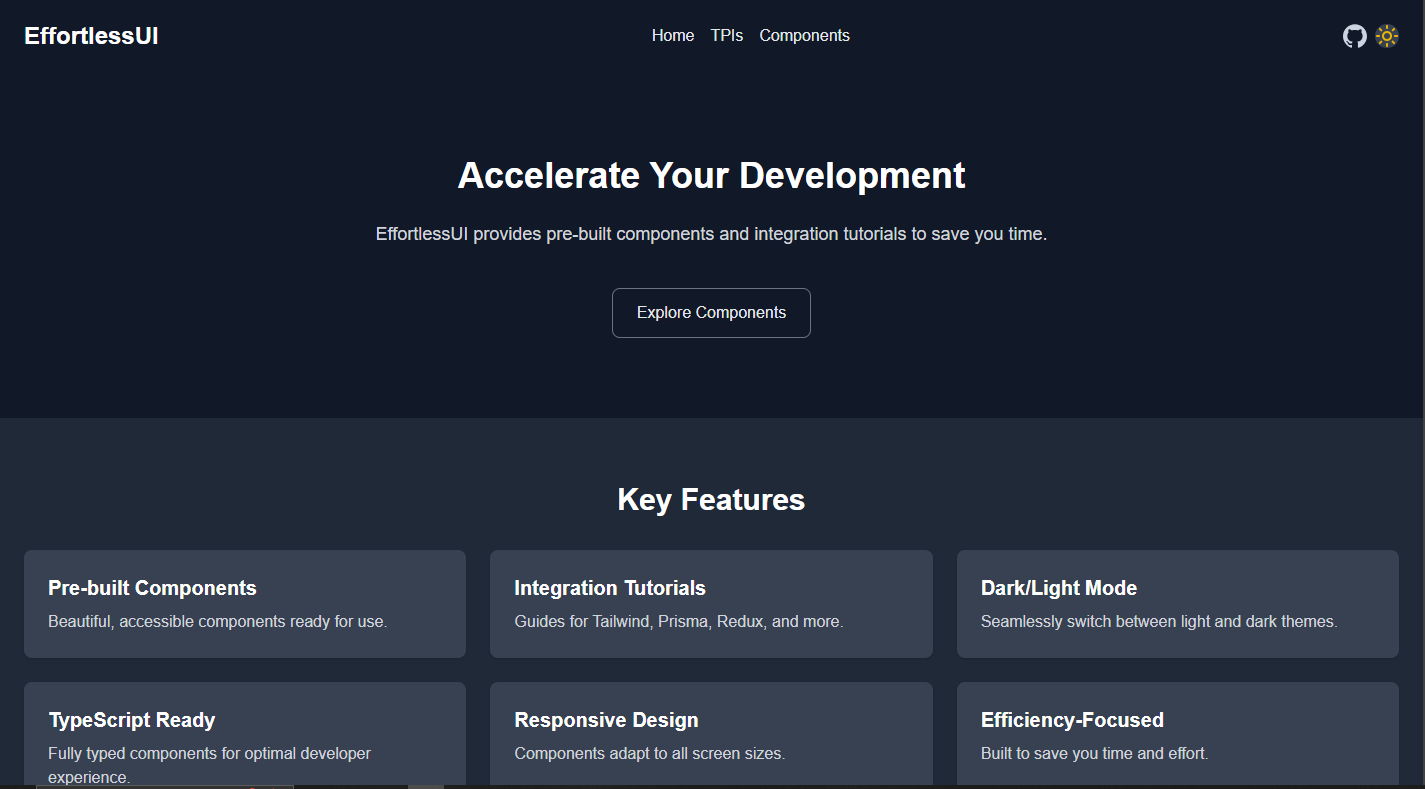 EffortlessUI
Home TPIs Components
Accelerate Your Development
EffortlessUI provides pre-built components and integration tutorials to save you time.
Explore Components
Key Features
Pre-built Components
Beautiful, accessible components ready for use.
Integration Tutorials
Guides for Tailwind, Prisma, Redux, and more.
Dark/Light Mode
Seamlessly switch between light and dark themes.
TypeScript Ready
Fully typed components for optimal developer
experience.
Responsive Design
Components adapt to all screen sizes.
Efficiency-Focused
Built to save you time and effort.